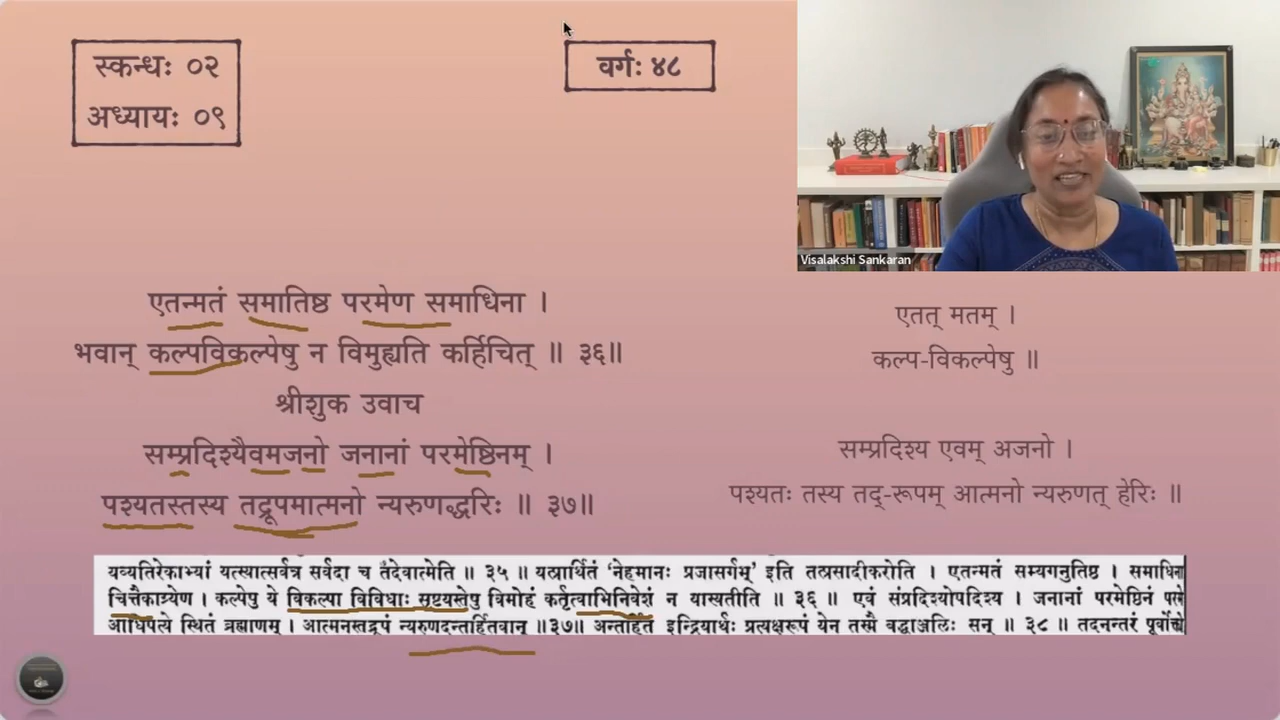 स्कन्धः ०२
अध्यायः ०९
वर्गः ४८
Visalakshi Sankaran
एतन्मतं समातिष्ठ परमेण समाधिना ।
भवान् कल्पविकल्पेषु न विमुह्यति कर्हिचित् ॥ ३६॥
श्रीशुक उवाच
सम्प्रदिश्यैवमजनो जनानां परमेष्ठिनम् ।
पश्यतस्तस्य तद्रूपमात्मनो न्यरुणद्धरिः ॥ ३७॥
एतत् मतम् ।
कल्प-विकल्पेषु ॥
सम्प्रदिश्य एवम् अजनो ।
पश्यतः तस्य तद्-रूपम् आत्मनो न्यरुणत् हेरिः ॥
यव्यतिरेकाभ्यां यत्स्यात्सर्वत्र सर्वदा च तदेवात्मेति ॥ ३५ ॥ यत्प्रार्थितं 'नेहमानः प्रजासर्गम्' इति तत्प्रसादीकरोति । एतन्मतं सम्यगनुतिष्ठ । समाधिना
चित्तैकाग्र्येण । कल्पेषु ये विकल्पा विविधाः सृष्टयस्तेषु विमोहं कर्तृत्वाभिनिवेशं न यास्यतीति ॥ ३६ ॥ एवं संप्रदिश्योपदिश्य । जनानां परमेष्ठिनं
आधिपत्ये स्थितं ब्रह्माणम् । आत्मनस्तद्रूपं न्यरुणदन्तर्हितवान् ॥३७॥ अन्तर्हित इन्द्रियार्थः प्रत्यक्षरूपं येन तस्मै बद्धाञ्जलिः सन् ॥ ३८ ॥ तदनन्तरं